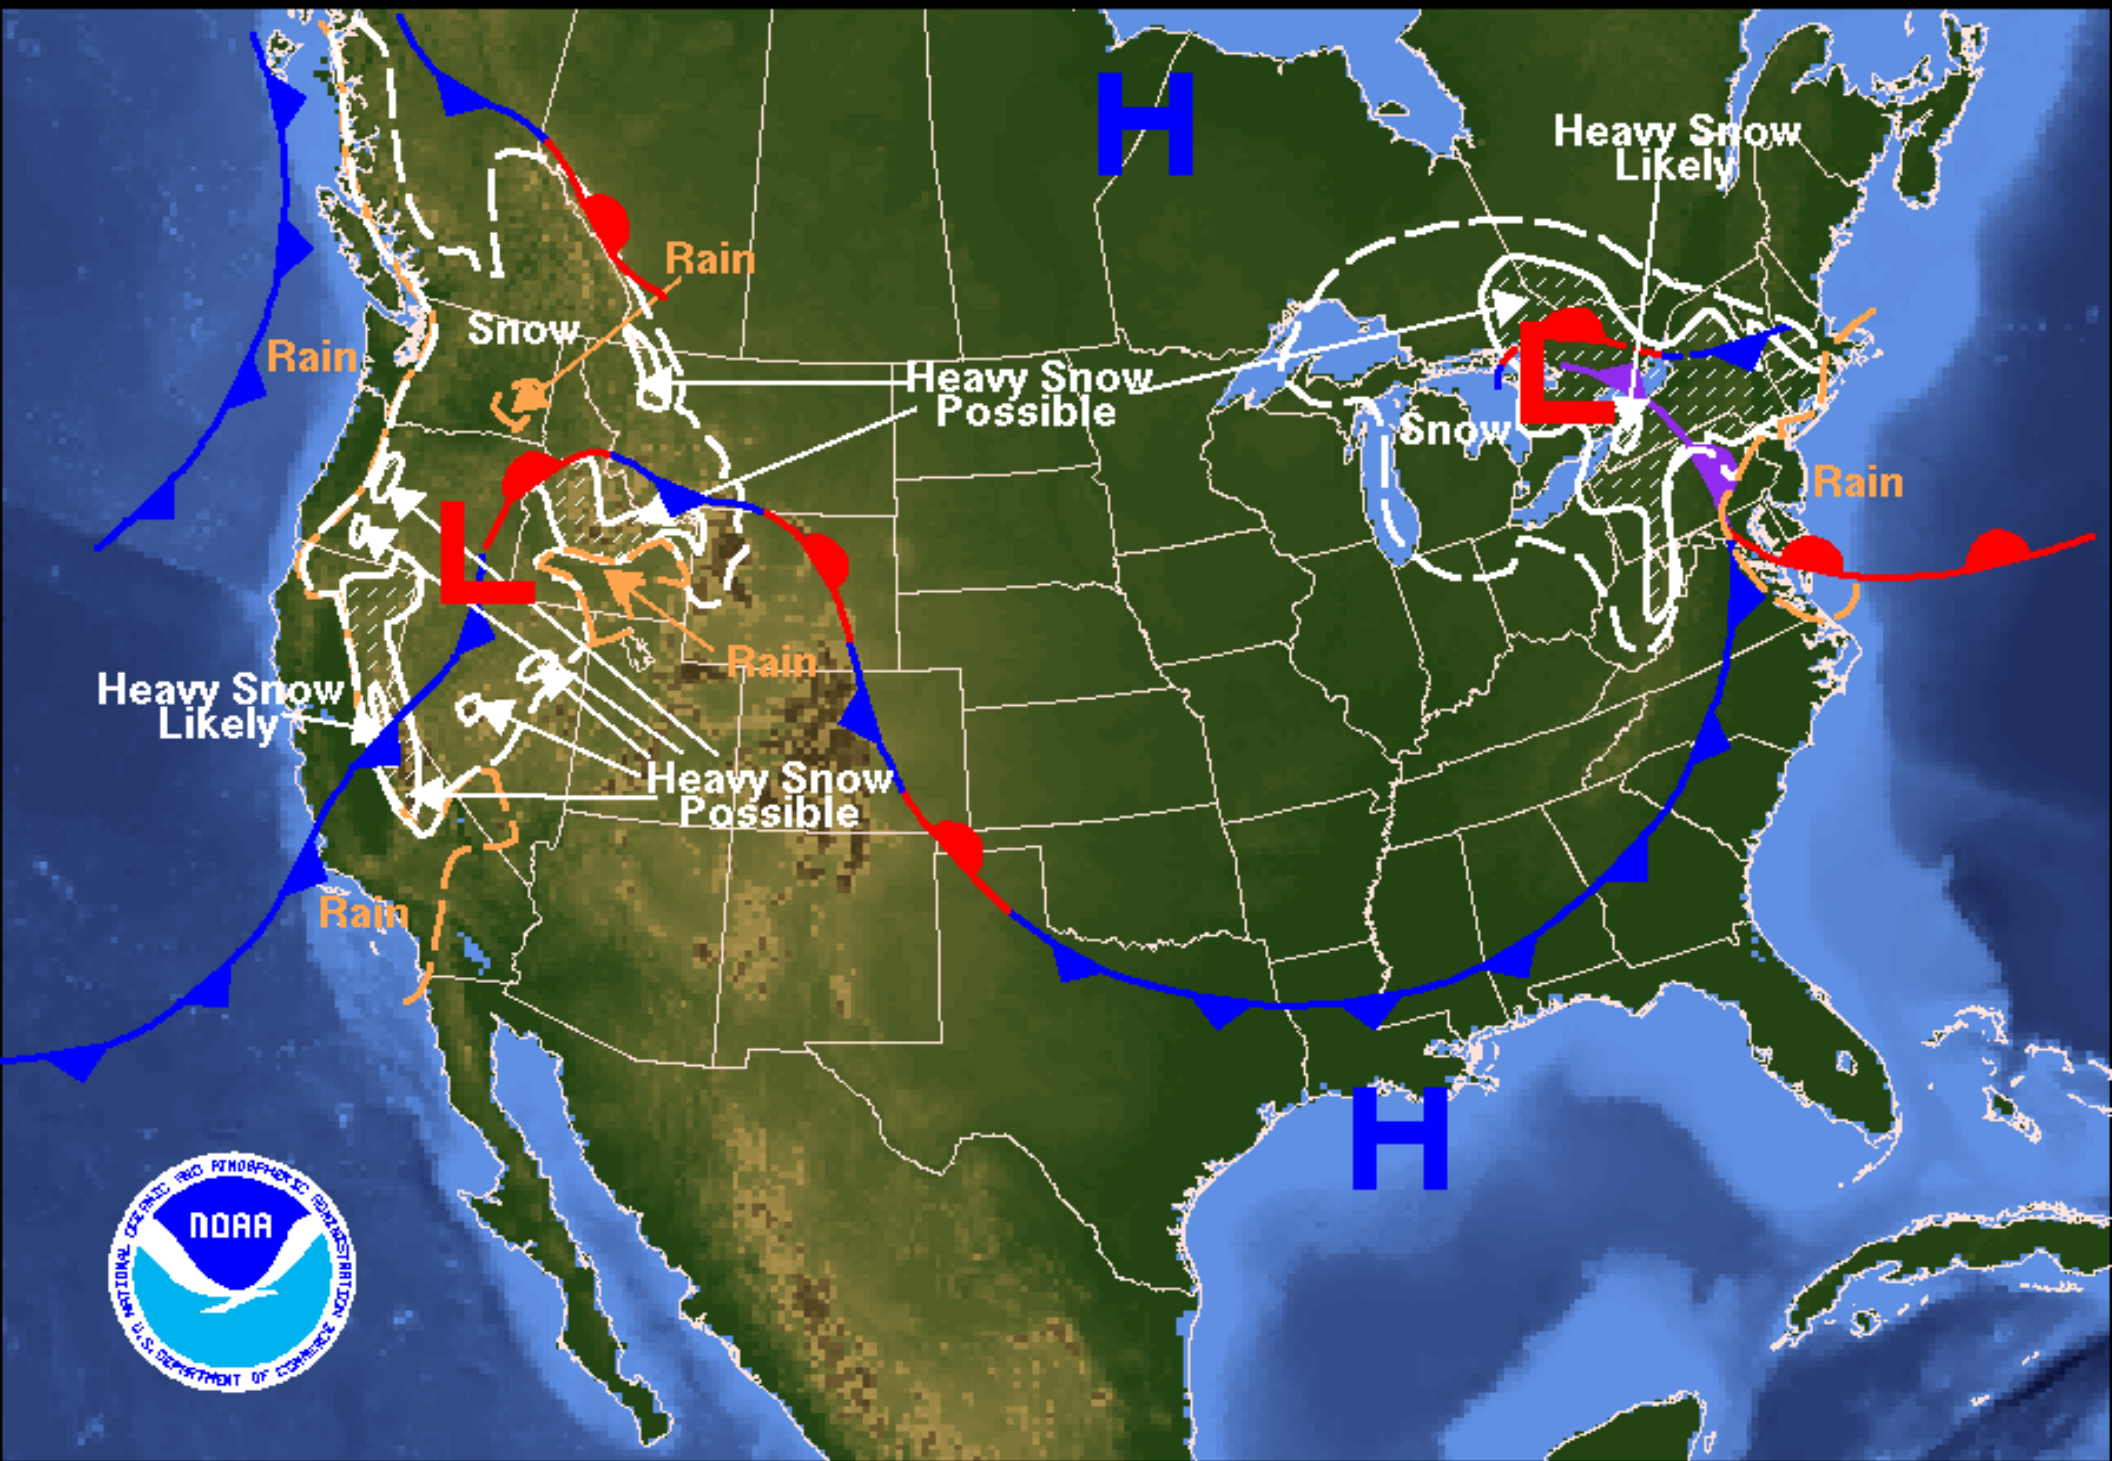 H
Heavy Snow
Likely
Rain
Snow
Rain
Heavy Snow
Possible
L
Snow
Rain
L
Rain
Heavy Snow
Likely
Heavy Snow
Possible
Rain
H
NATIONAL OCEANIC AND ATMOSPHERIC ADMINISTRATION
NOAA
U.S. DEPARTMENT OF COMMERCE